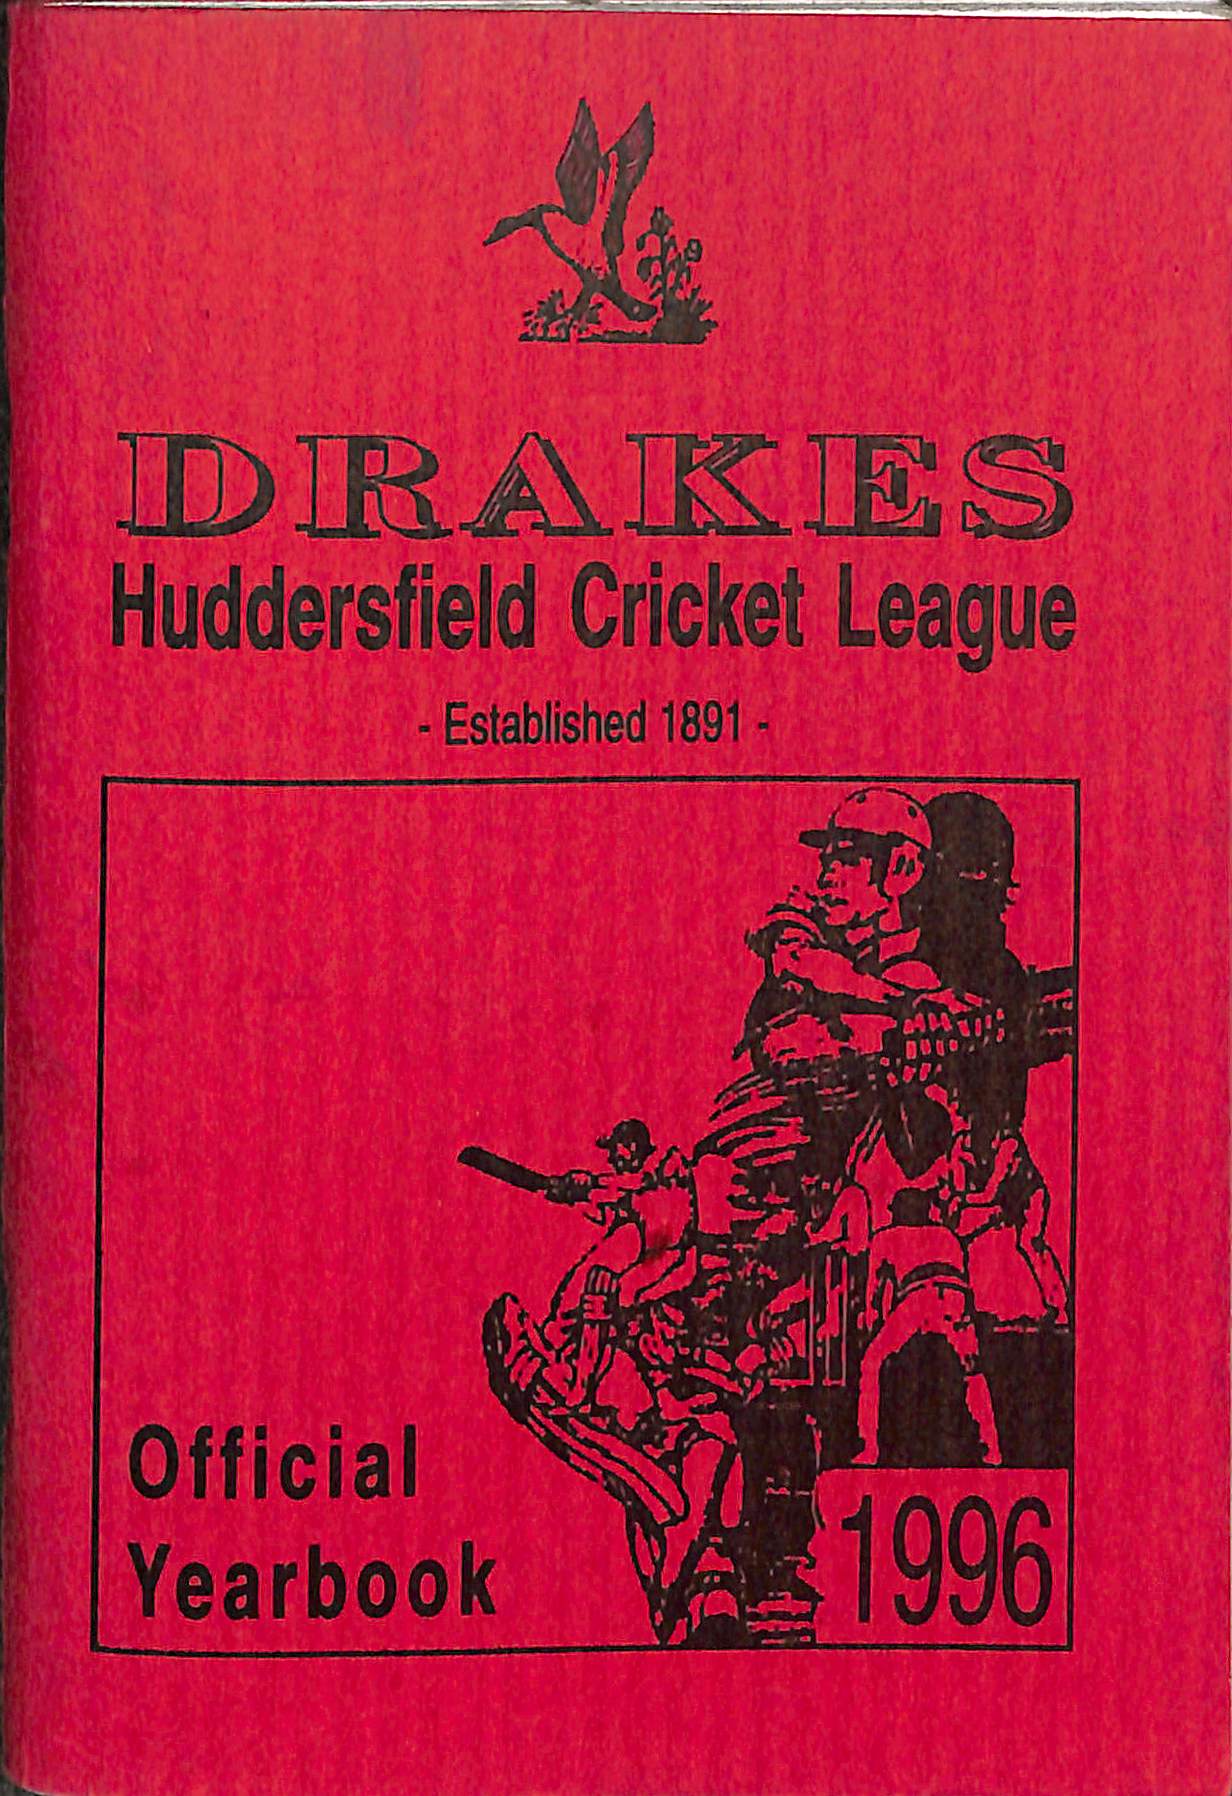 DRAKES
Huddersfield Cricket League
- Established 1891 -
Official
Yearbook
1996